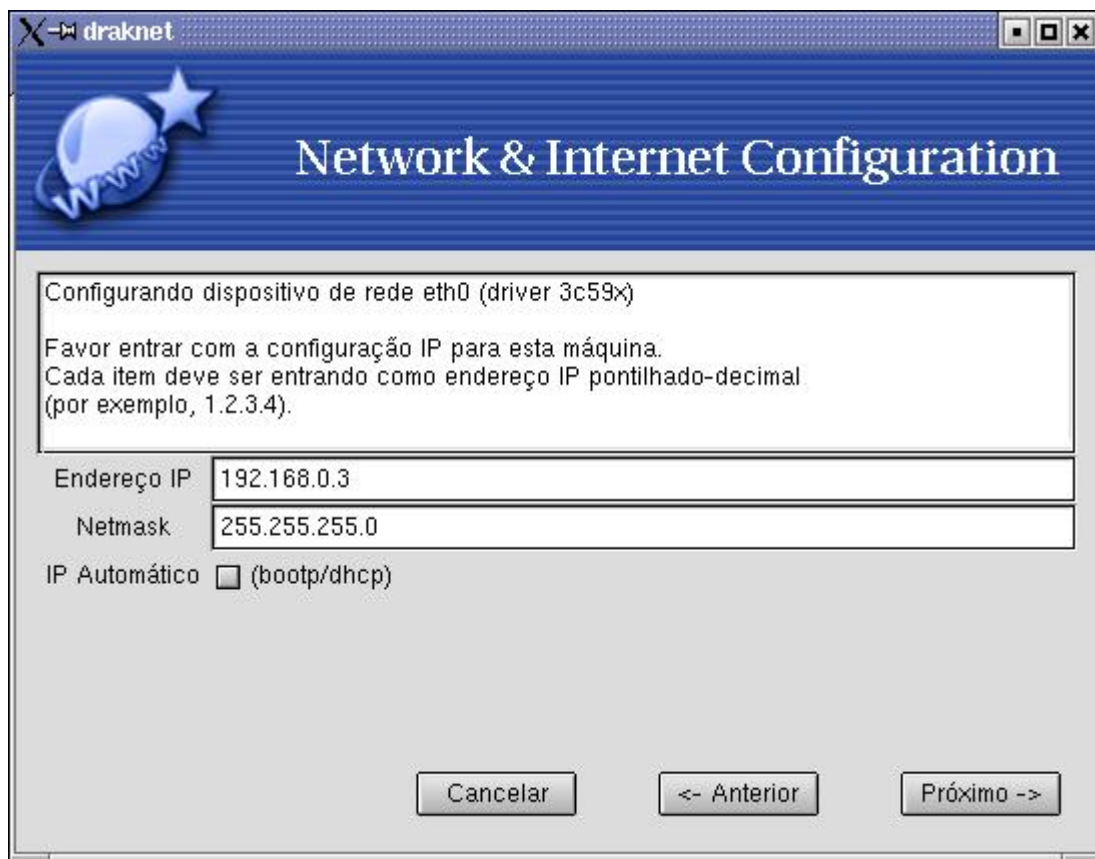 draknet
www
Network & Internet Configuration
Configurando dispositivo de rede eth0 (driver 3c59x)
Favor entrar com a configuração IP para esta máquina.
Cada item deve ser entrando como endereço IP pontilhado-decimal
(por exemplo, 1.2.3.4).
Endereço IP 192.168.0.3
Netmask 255.255.255.0
IP Automático (bootp/dhcp)
Cancelar <- Anterior Próximo ->